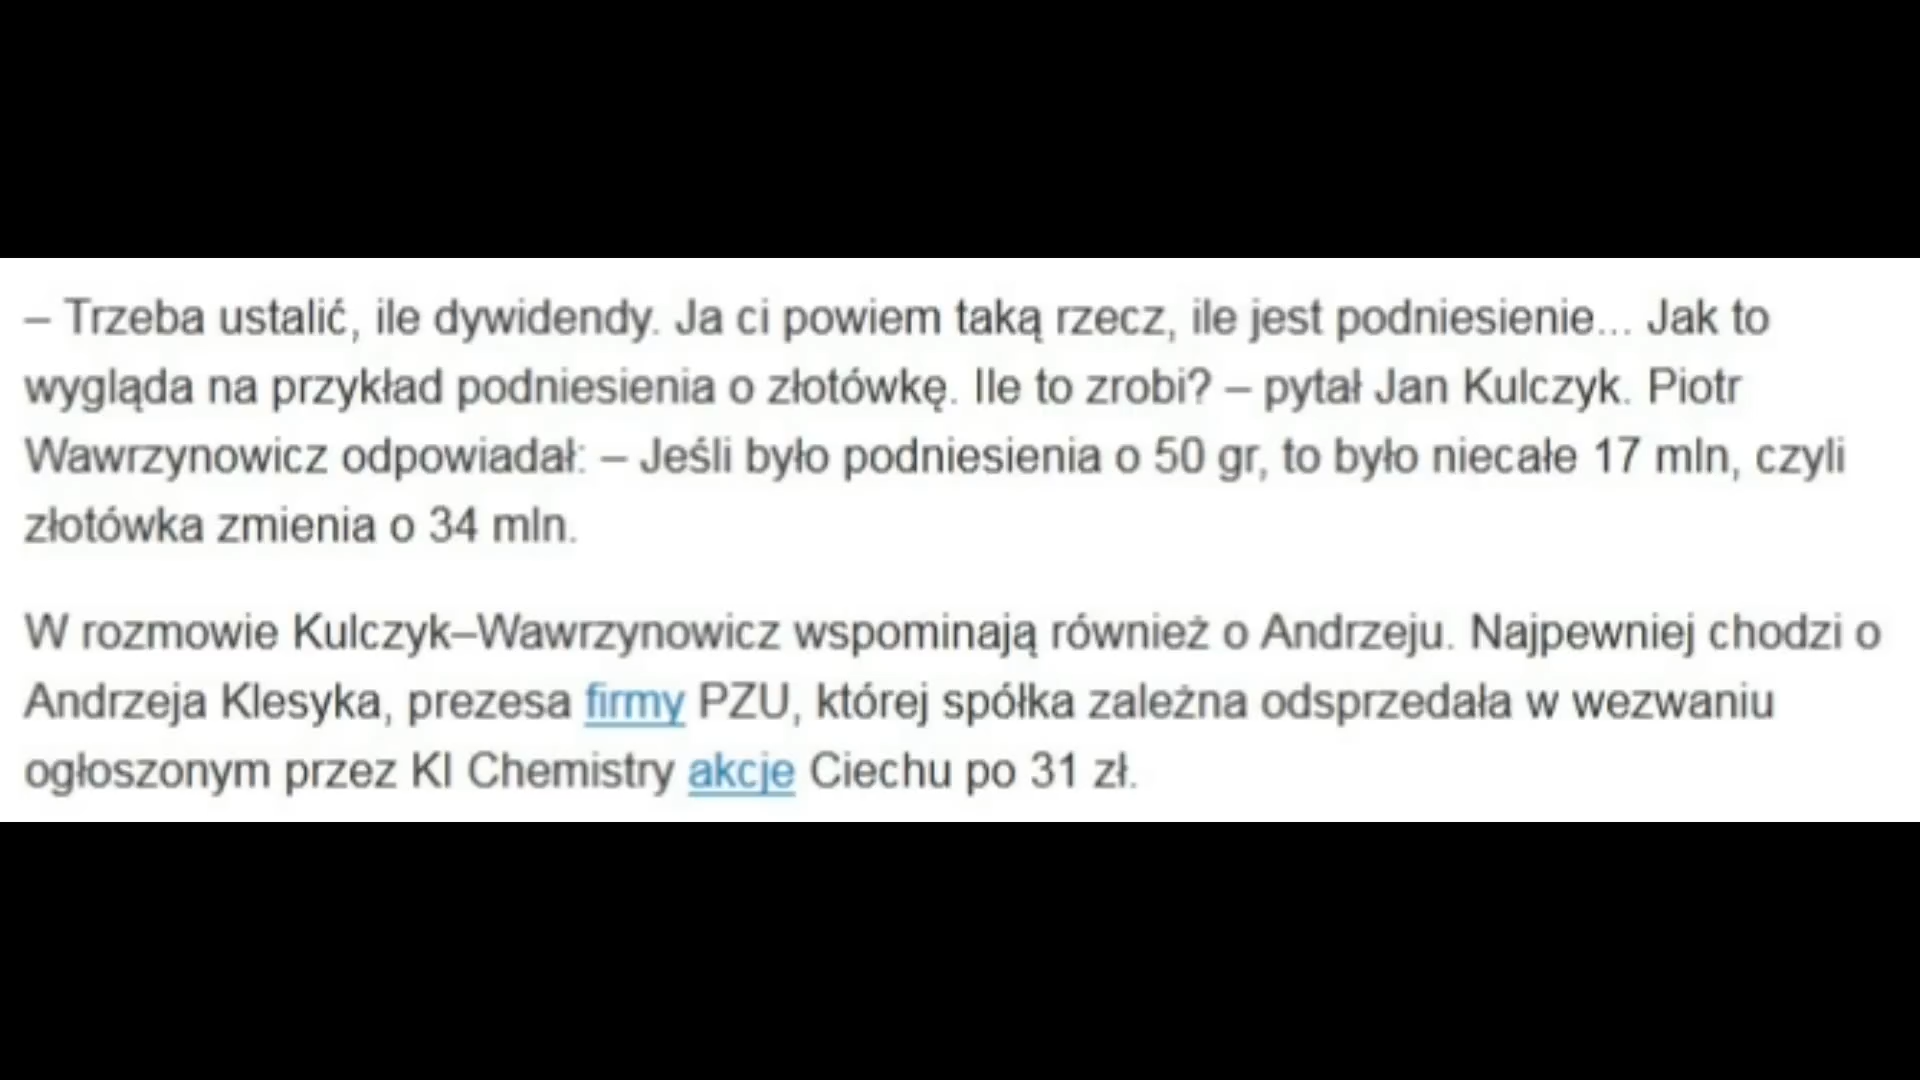 – Trzeba ustalić, ile dywidendy. Ja ci powiem taką rzecz, ile jest podniesienie... Jak to
wygląda na przykład podniesienia o złotówkę. Ile to zrobi? – pytał Jan Kulczyk. Piotr
Wawrzynowicz odpowiadał: – Jeśli było podniesienia o 50 gr, to było niecałe 17 mln, czyli
złotówka zmienia o 34 mln.
W rozmowie Kulczyk–Wawrzynowicz wspominają również o Andrzeju. Najpewniej chodzi o
Andrzeja Klesyka, prezesa firmy PZU, której spółka zależna odsprzedała w wezwaniu
ogłoszonym przez KI Chemistry akcje Ciechu po 31 zł.